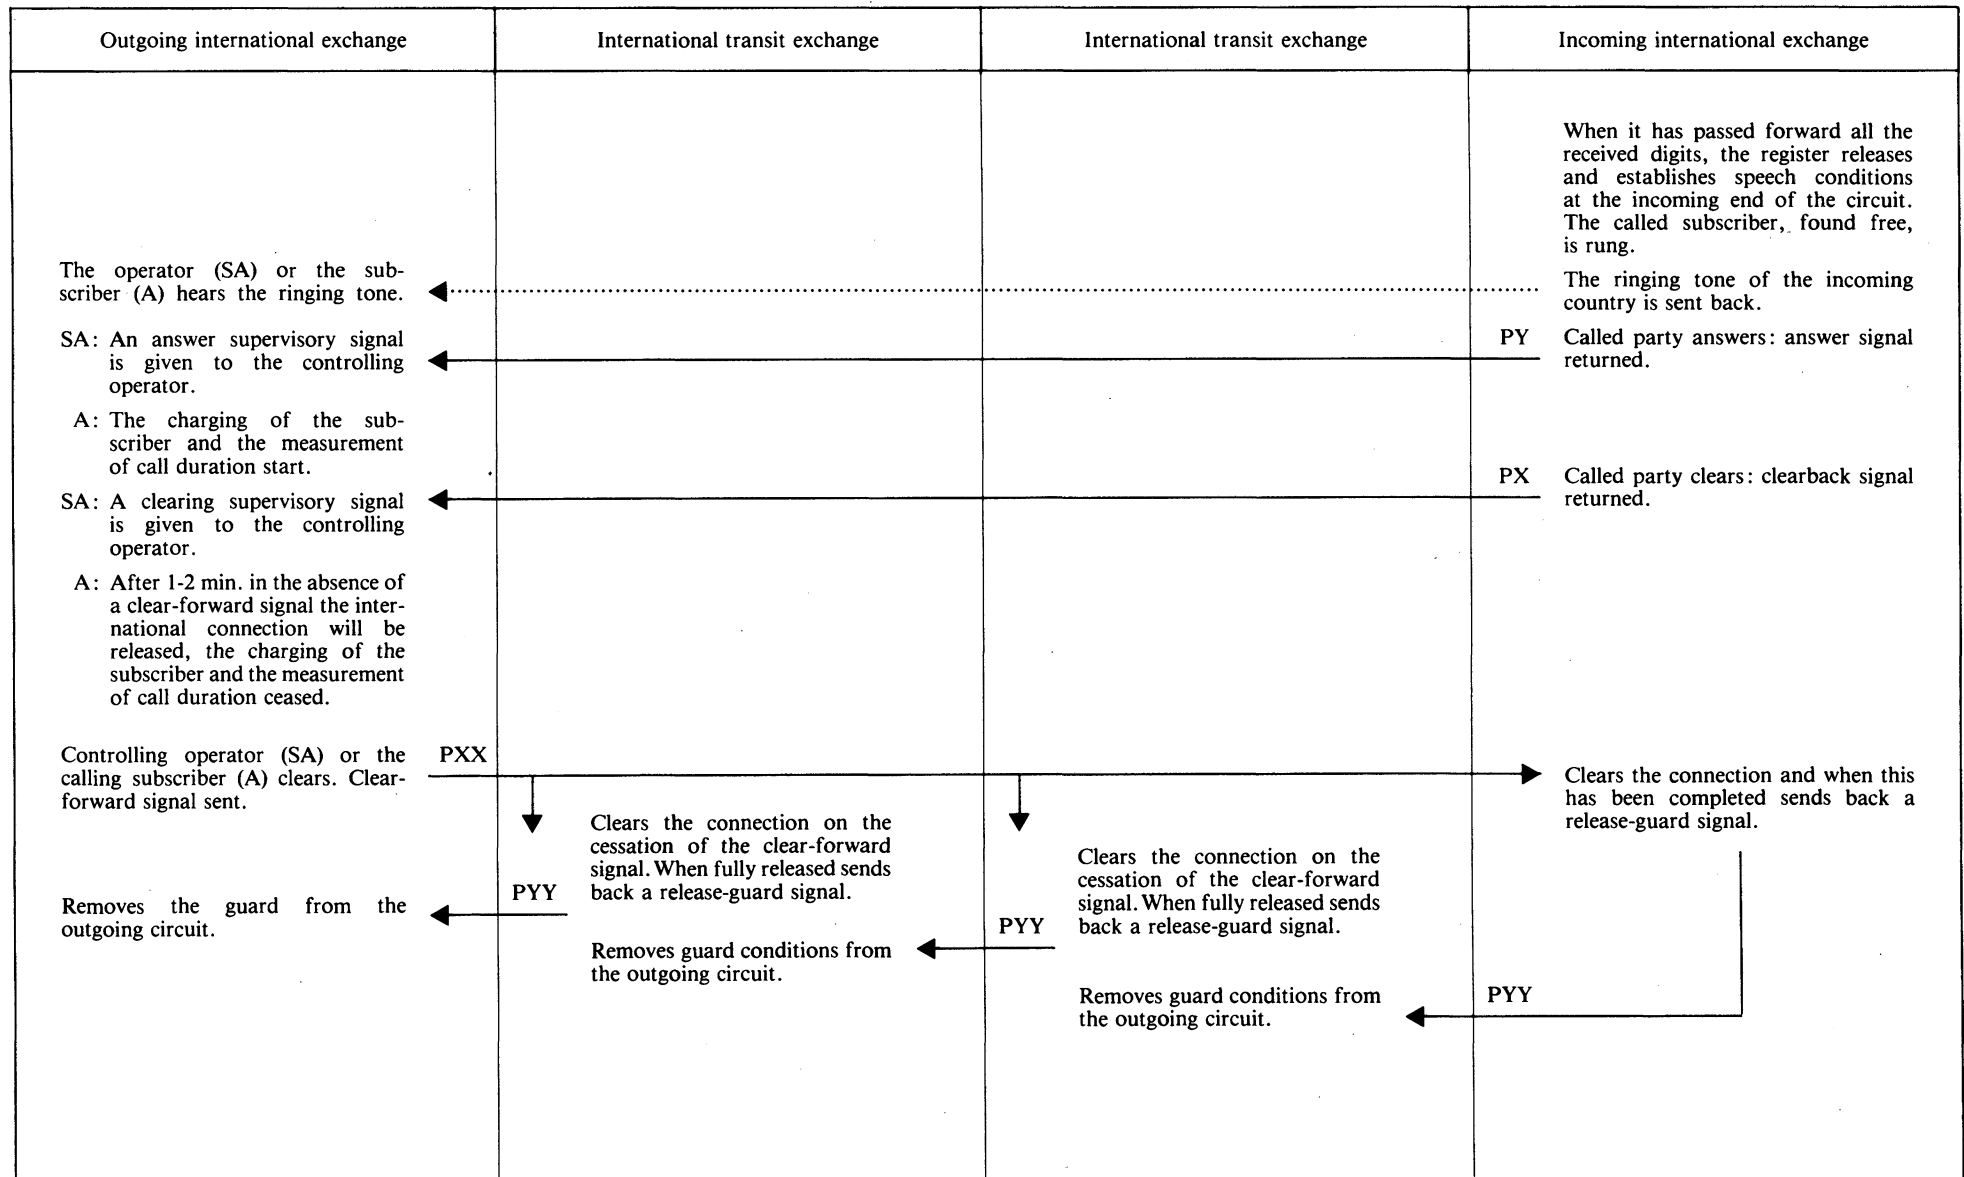 Outgoing international exchange
International transit exchange
International transit exchange
Incoming international exchange
When it has passed forward all the
received digits, the register releases
and establishes speech conditions
at the incoming end of the circuit.
The called subscriber, found free,
is rung.
The operator (SA) or the sub-
scriber (A) hears the ringing tone.
The ringing tone of the incoming
country is sent back.
SA: An answer supervisory signal
is given to the controlling
operator.
PY
Called party answers: answer signal
returned.
A: The charging of the sub-
scriber and the measurement
of call duration start.
PX
Called party clears: clearback signal
returned.
SA: A clearing supervisory signal
is given to the controlling
operator.
A: After 1-2 min. in the absence of
a clear-forward signal the inter-
national connection will be
released, the charging of the
subscriber and the measurement
of call duration ceased.
Controlling operator (SA) or the
calling subscriber (A) clears. Clear-
forward signal sent.
PXX
Clears the connection and when this
has been completed sends back a
release-guard signal.
Clears the connection on the
cessation of the clear-forward
signal. When fully released sends
back a release-guard signal.
Clears the connection on the
cessation of the clear-forward
signal. When fully released sends
back a release-guard signal.
PYY
Removes the guard from the
outgoing circuit.
PYY
Removes guard conditions from
the outgoing circuit.
PYY
Removes guard conditions from
the outgoing circuit.